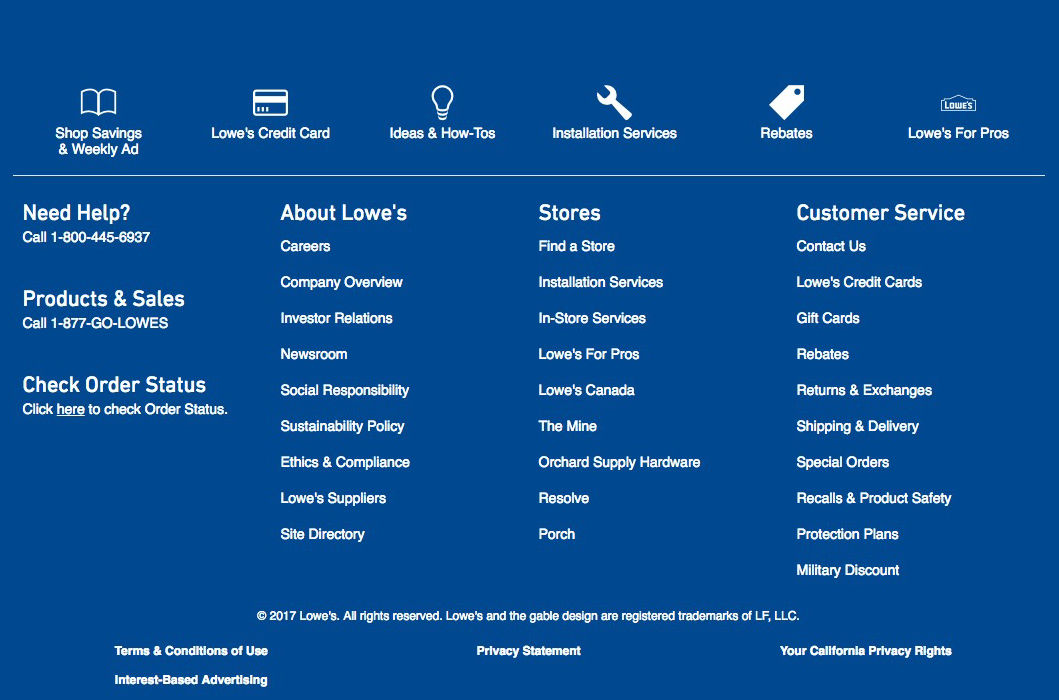 LOWE'S
Shop Savings
& Weekly Ad
Lowe's Credit Card
Ideas & How-Tos
Installation Services
Rebates
Lowe's For Pros
Need Help?
Call 1-800-445-6937
Products & Sales
Call 1-877-GO-LOWES
Check Order Status
Click here to check Order Status.
About Lowe's
Careers
Company Overview
Investor Relations
Newsroom
Social Responsibility
Sustainability Policy
Ethics & Compliance
Lowe's Suppliers
Site Directory
Stores
Find a Store
Installation Services
In-Store Services
Lowe's For Pros
Lowe's Canada
The Mine
Orchard Supply Hardware
Resolve
Porch
Customer Service
Contact Us
Lowe's Credit Cards
Gift Cards
Rebates
Returns & Exchanges
Shipping & Delivery
Special Orders
Recalls & Product Safety
Protection Plans
Military Discount
© 2017 Lowe's. All rights reserved. Lowe's and the gable design are registered trademarks of LF, LLC.
Terms & Conditions of Use
Privacy Statement
Your California Privacy Rights
Interest-Based Advertising